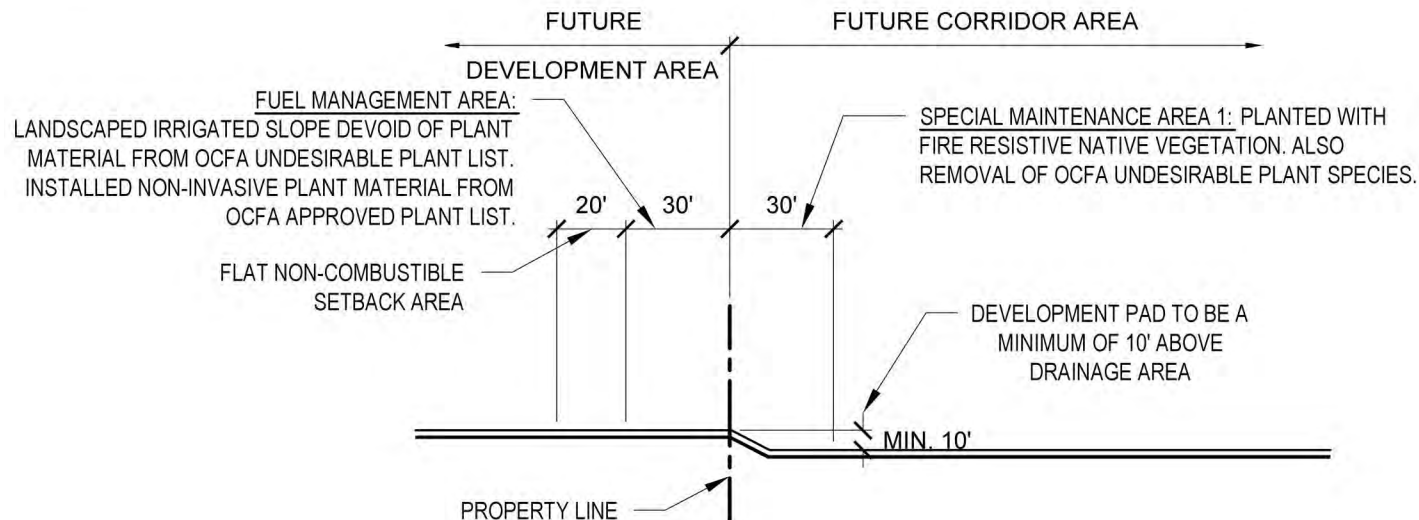 FUTURE
DEVELOPMENT AREA
FUTURE CORRIDOR AREA
FUEL MANAGEMENT AREA:
LANDSCAPED IRRIGATED SLOPE DEVOID OF PLANT
MATERIAL FROM OCFA UNDESIRABLE PLANT LIST.
INSTALLED NON-INVASIVE PLANT MATERIAL FROM
OCFA APPROVED PLANT LIST.
SPECIAL MAINTENANCE AREA 1: PLANTED WITH
FIRE RESISTIVE NATIVE VEGETATION. ALSO
REMOVAL OF OCFA UNDESIRABLE PLANT SPECIES.
20'
30'
30'
FLAT NON-COMBUSTIBLE
SETBACK AREA
DEVELOPMENT PAD TO BE A
MINIMUM OF 10' ABOVE
DRAINAGE AREA
MIN. 10'
PROPERTY LINE